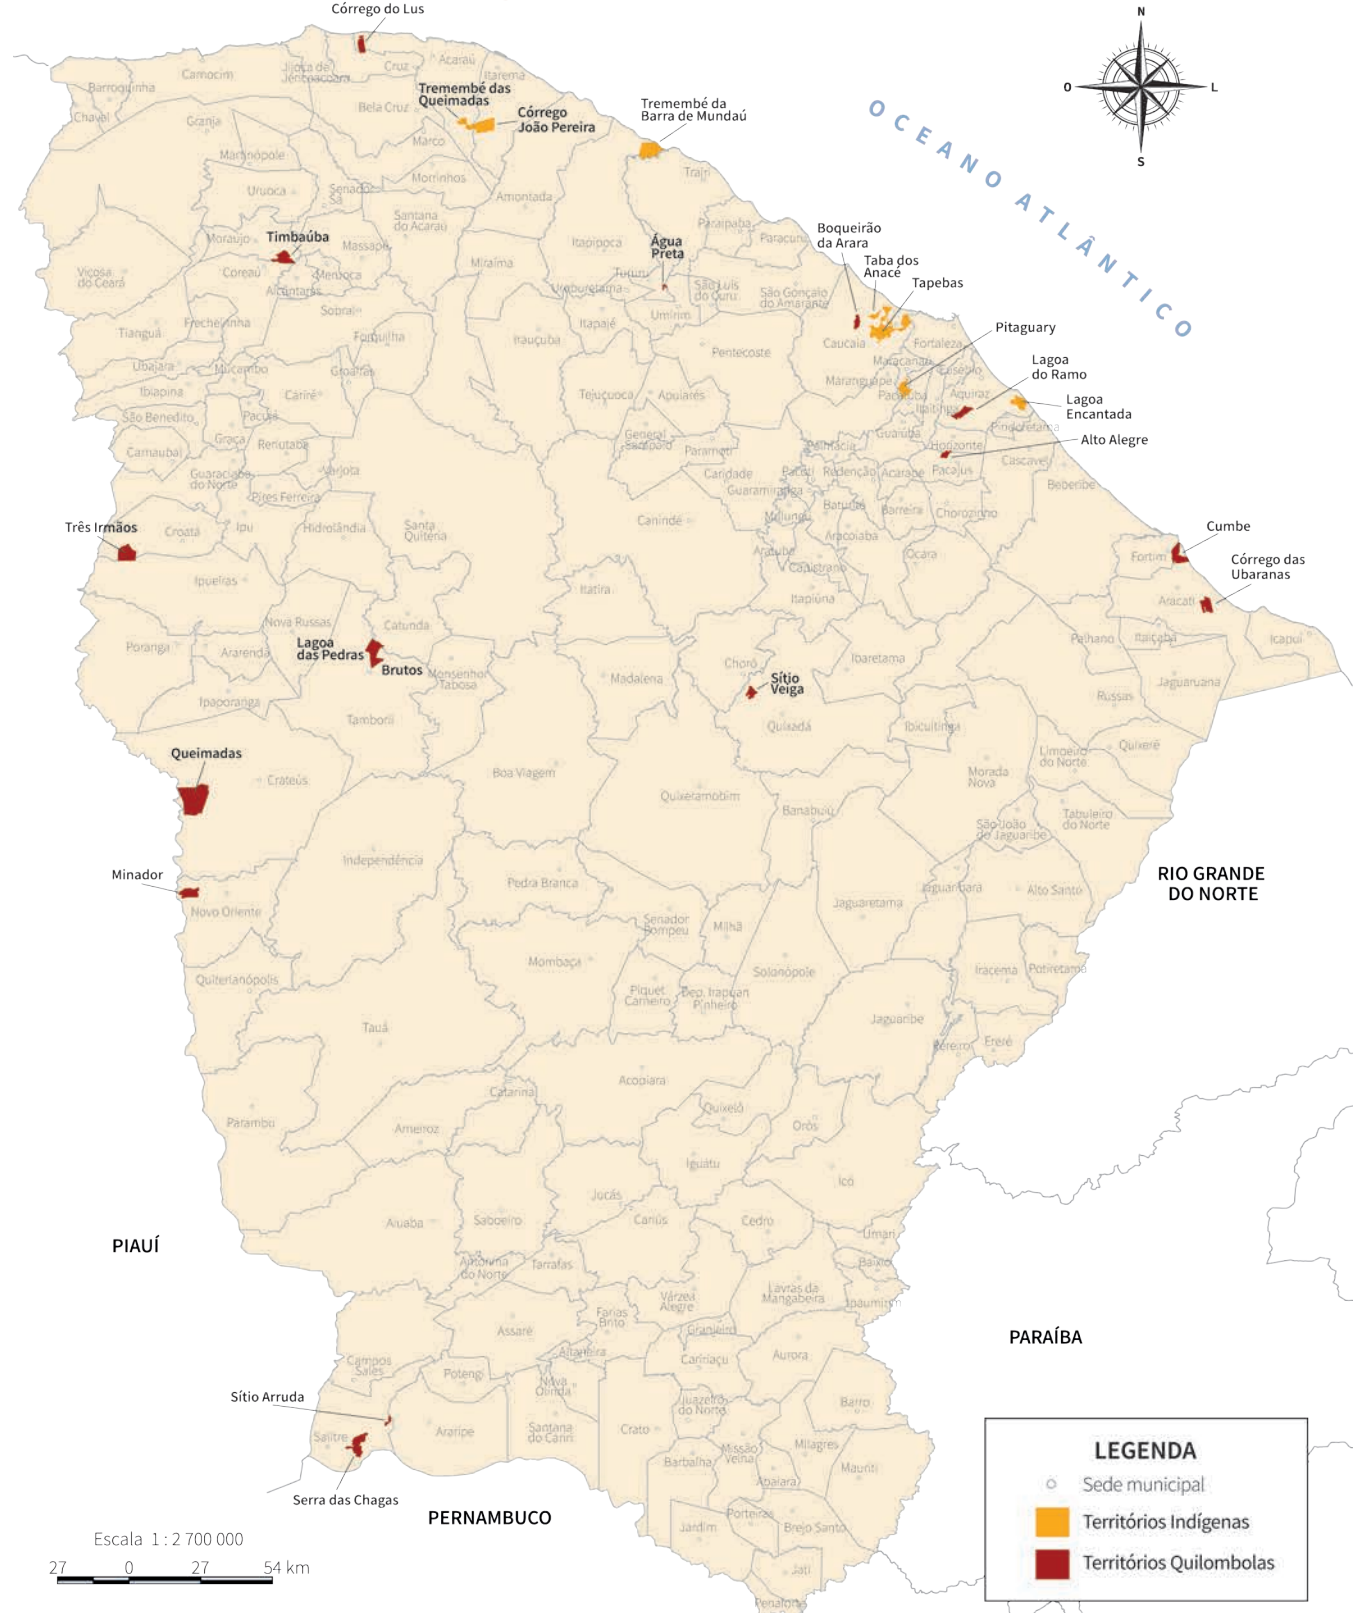 Córrego do Lus
N
O
L
S
OCEANO ATLÂNTICO
Barroquinha
Camocim
Jijoca de
Jericoacoara
Cruz
Acaraú
Itarema
Chaval
Granja
Bela Cruz
Tremembé das
Queimadas
Córrego
João Pereira
Tremembé da
Barra de Mundaú
Martinópole
Marco
Uruoca
Senador
Sá
Morrinhos
Amontada
Trairi
Santana
do Acaraú
Moraújo
Timbaúba
Massapê
Itapipoca
Água
Preta
Paraipaba
Paracuru
Boqueirão
da Arara
Taba dos
Anacé
Tapebas
Viçosa
do Ceará
Coreaú
Meruoca
Alcântaras
Miraíma
Tururu
Uruburetama
São Luís
do Curu
São Gonçalo
do Amarante
Umirim
Sobral
Tianguá
Frecheirinha
Forquilha
Irauçuba
Itapajé
Pentecoste
Caucaia
Fortaleza
Pitaguary
Ubajara
Mucambo
Groaíras
Maracanaú
Eusébio
Lagoa
do Ramo
Ibiapina
Cariré
Tejuçuoca
Apuiarés
Maranguape
Pacatuba
Aquiraz
Itaitinga
Lagoa
Encantada
São Benedito
Pacujá
Graça
Reriutaba
General
Sampaio
Paramoti
Palmácia
Guaiúba
Horizonte
Pindoretama
Alto Alegre
Carnaubal
Guaraciaba
do Norte
Varjota
Caridade
Pacoti
Redenção
Acarape
Pacajus
Cascavel
Beberibe
Pires Ferreira
Guaramiranga
Três Irmãos
Croatá
Ipu
Hidrolândia
Santa
Quitéria
Canindé
Mulungu
Baturité
Barreira
Chorozinho
Aracoiaba
Aratuba
Capistrano
Ocara
Cumbe
Fortim
Córrego das
Ubaranas
Ipueiras
Itatira
Itapiúna
Aracati
Nova Russas
Catunda
Poranga
Ararendá
Lagoa
das Pedras
Brutos
Monsenhor
Tabosa
Madalena
Choró
Sítio
Veiga
Ibaretama
Palhano
Itaiçaba
Icapuí
Ipaporanga
Tamboril
Quixadá
Ibicuitinga
Russas
Jaguaruana
Queimadas
Crateús
Boa Viagem
Quixeramobim
Morada
Nova
Limoeiro
do Norte
Quixeré
Banabuiú
São João
do Jaguaribe
Tabuleiro
do Norte
Minador
Independência
Pedra Branca
RIO GRANDE
DO NORTE
Novo Oriente
Jaguaretama
Jaguaribara
Alto Santo
Senador
Pompeu
Milhã
Quiterianópolis
Mombaça
Piquet
Carneiro
Dep. Irapuan
Pinheiro
Solonópole
Iracema
Potiretama
Tauá
Jaguaribe
Pereiro
Ererê
Acopiara
Catarina
Quixelô
Orós
Parambu
Arneiroz
Iguatu
Icó
Aiuaba
Saboeiro
Jucás
Cariús
Cedro
Umari
PIAUÍ
Antonina
do Norte
Tarrafas
Baixio
Várzea
Alegre
Lavras da
Mangabeira
Ipaumirim
Assaré
Farias
Brito
Granjeiro
PARAÍBA
Campos
Sales
Altaneira
Caririaçu
Aurora
Potengi
Nova
Olinda
Sítio Arruda
Juazeiro
do Norte
Barro
Salitre
Araripe
Santana
do Cariri
Crato
Barbalha
Missão
Velha
Milagres
Mauriti
Abaiara
Serra das Chagas
PERNAMBUCO
Jardim
Porteiras
Brejo Santo
Jati
Penaforte
LEGENDA
Sede municipal
Territórios Indígenas
Territórios Quilombolas
Escala 1 : 2 700 000
27 0 27 54 km